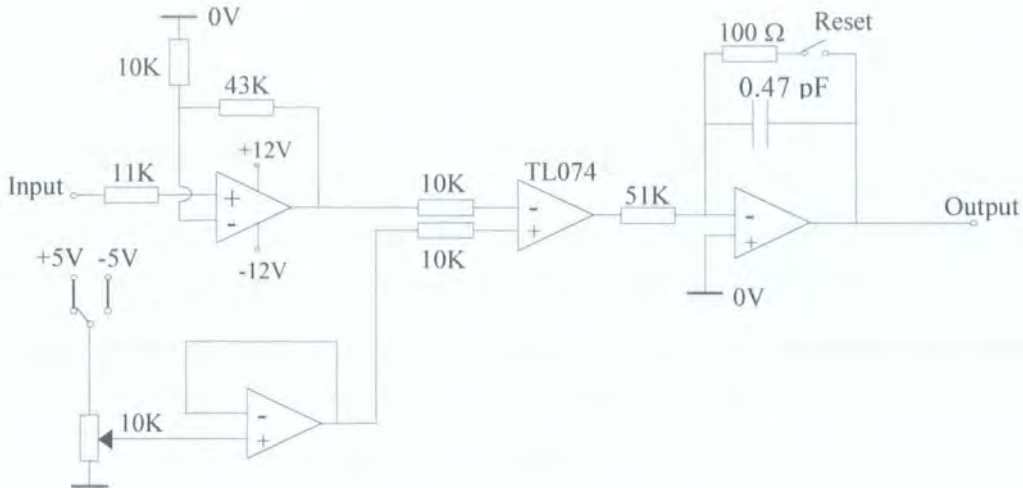 0V
10K
43K
Input
11K
+12V
+
-
-12V
10K
10K
TL074
-
+
51K
100 Ω
Reset
0.47 pF
-
+
0V
Output
+5V
-5V
10K
-
+